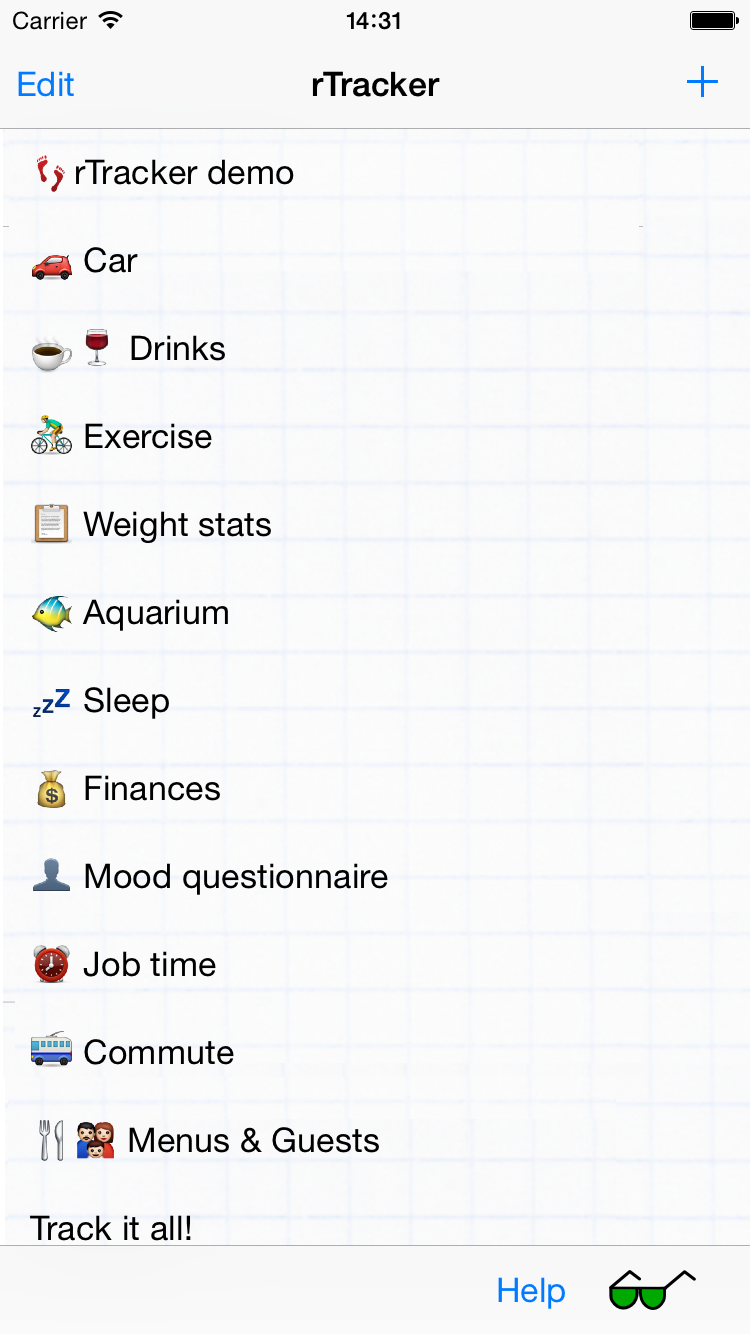 Carrier 14:31
Edit rTracker +
rTracker demo
Car
Drinks
Exercise
Weight stats
Aquarium
zzZ Sleep
Finances
Mood questionnaire
Job time
Commute
Menus & Guests
Track it all!
Help